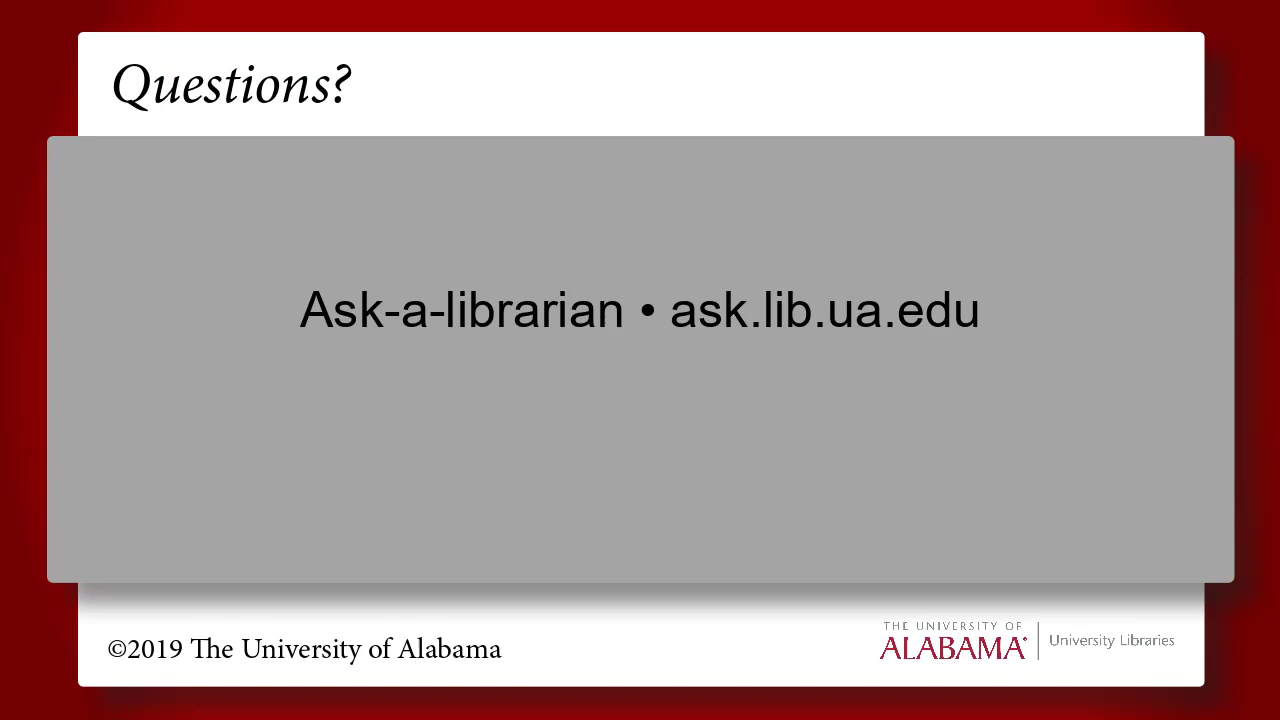 Questions?
Ask-a-librarian • ask.lib.ua.edu
©2019 The University of Alabama
THE UNIVERSITY OF
ALABAMA®
University Libraries